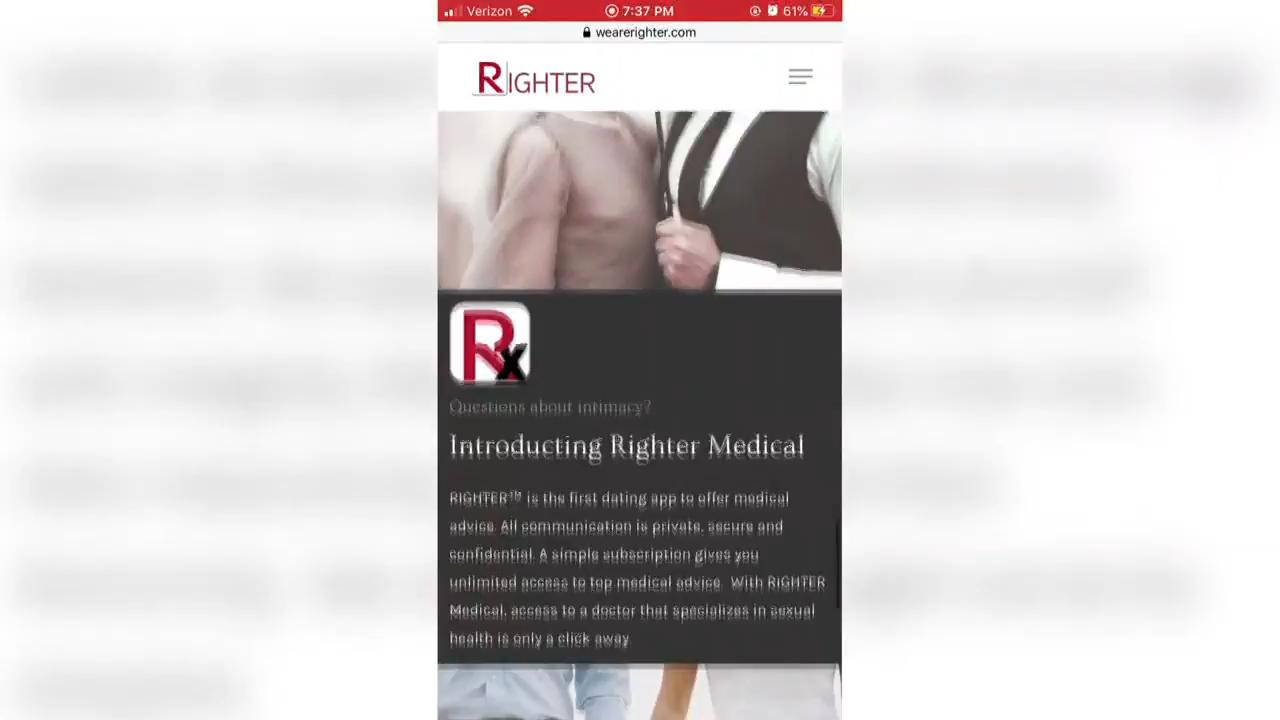 Verizon 7:37 PM 61%
wearerighter.com
RIGHTER
Rx
Questions about intimacy?
Introducting Righter Medical
RIGHTER™ is the first dating app to offer medical
advice. All communication is private, secure and
confidential. A simple subscription gives you
unlimited access to top medical advice. With RIGHTER
Medical, access to a doctor that specializes in sexual
health is only a click away.